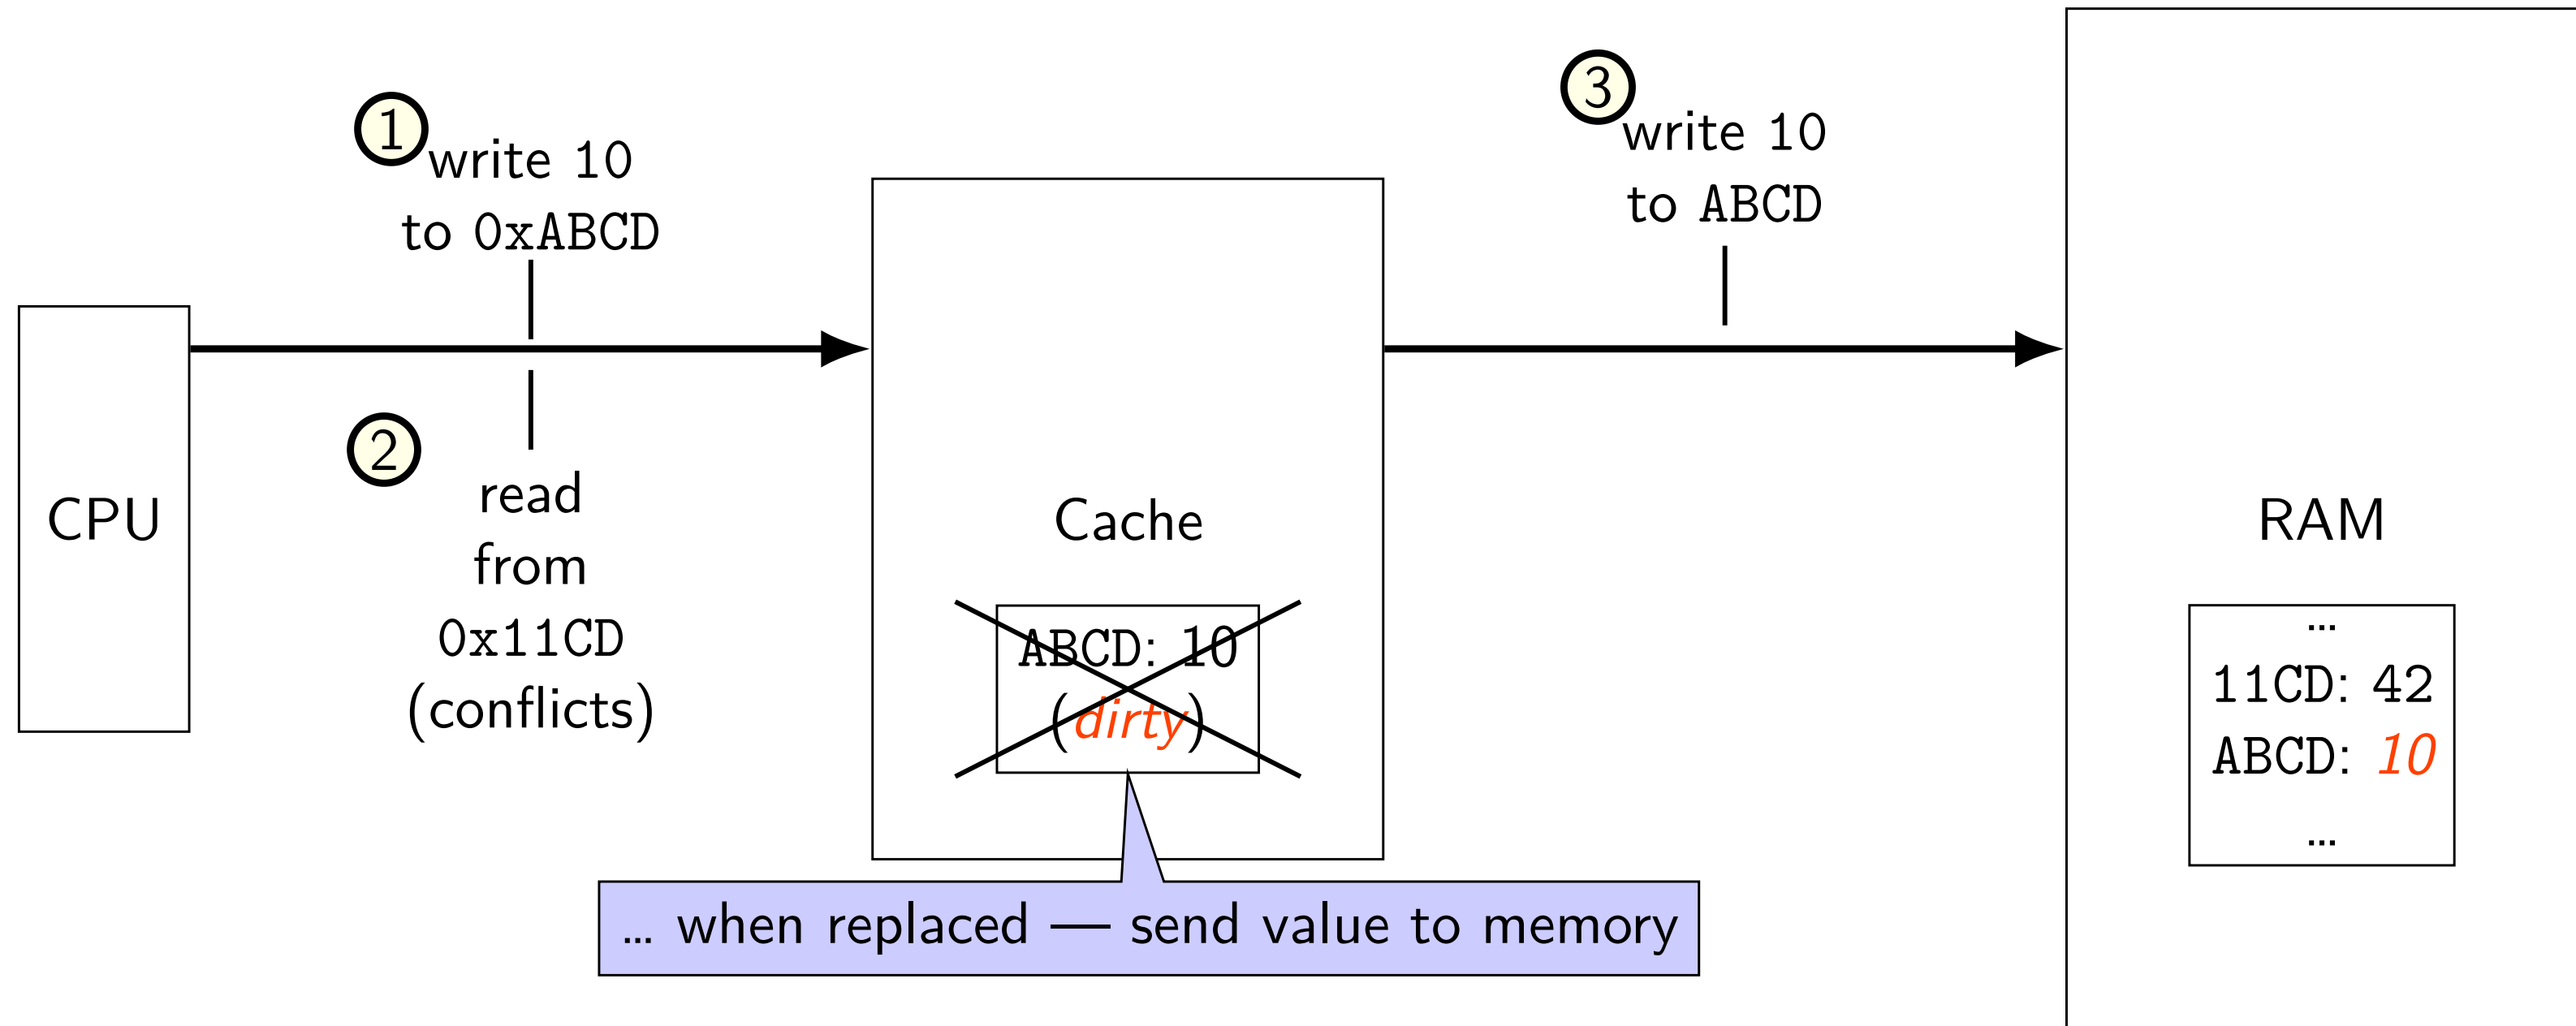 1
write 10
to 0xABCD
2
read
from
0x11CD
(conflicts)
CPU
Cache
ABCD: 10
(dirty)
... when replaced — send value to memory
3
write 10
to ABCD
RAM
...
11CD: 42
ABCD: 10
...